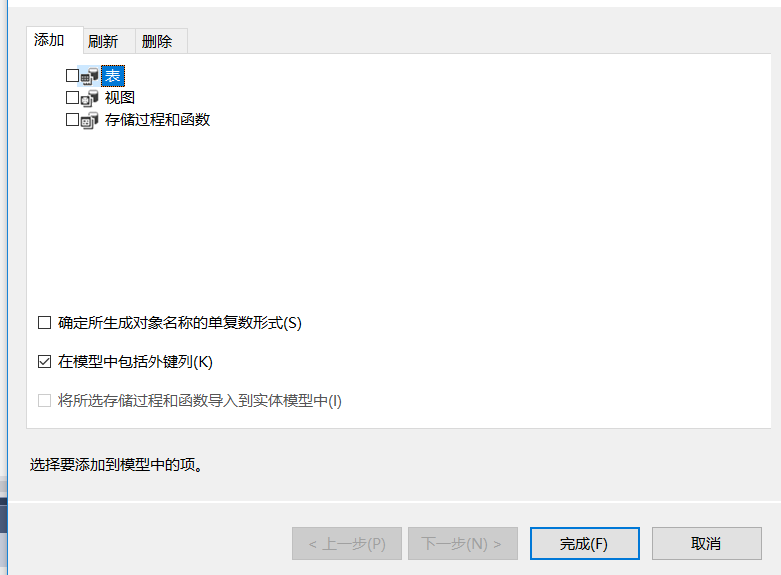 添加 刷新 删除
表
视图
存储过程和函数
确定所生成对象名称的单复数形式(S)
在模型中包括外键列(K)
将所选存储过程和函数导入到实体模型中(I)
选择要添加到模型中的项。
< 上一步(P) 下一步(N) > 完成(F) 取消